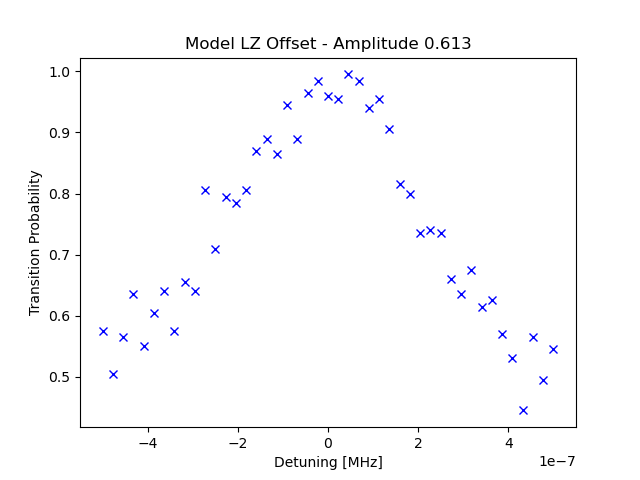 Model LZ Offset - Amplitude 0.613
Transition Probability
1.0
0.9
0.8
0.7
0.6
0.5
−4
−2
0
2
4
1e−7
Detuning [MHz]